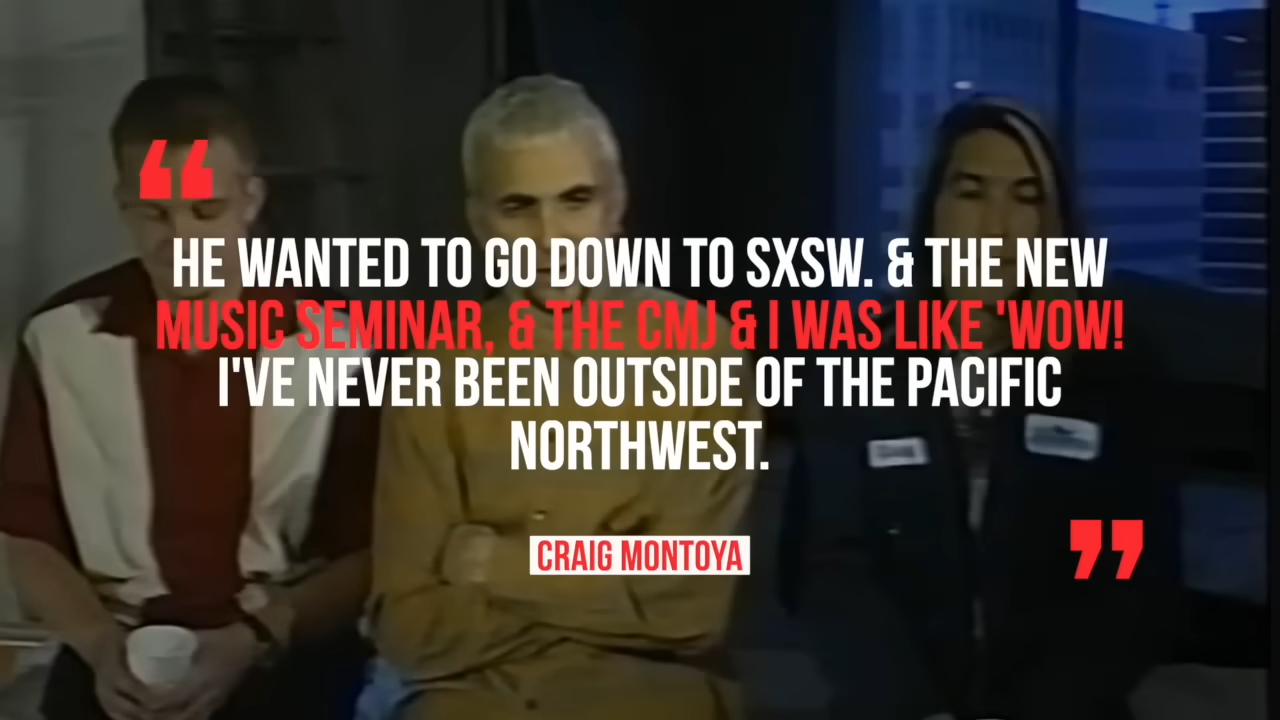 “
HE WANTED TO GO DOWN TO SXSW. & THE NEW
MUSIC SEMINAR, & THE CMJ & I WAS LIKE 'WOW!
I'VE NEVER BEEN OUTSIDE OF THE PACIFIC
NORTHWEST.
”
CRAIG MONTOYA